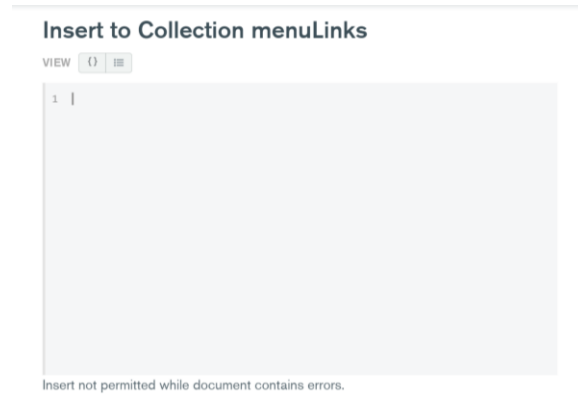 Insert to Collection menuLinks
VIEW {}
1
Insert not permitted while document contains errors.